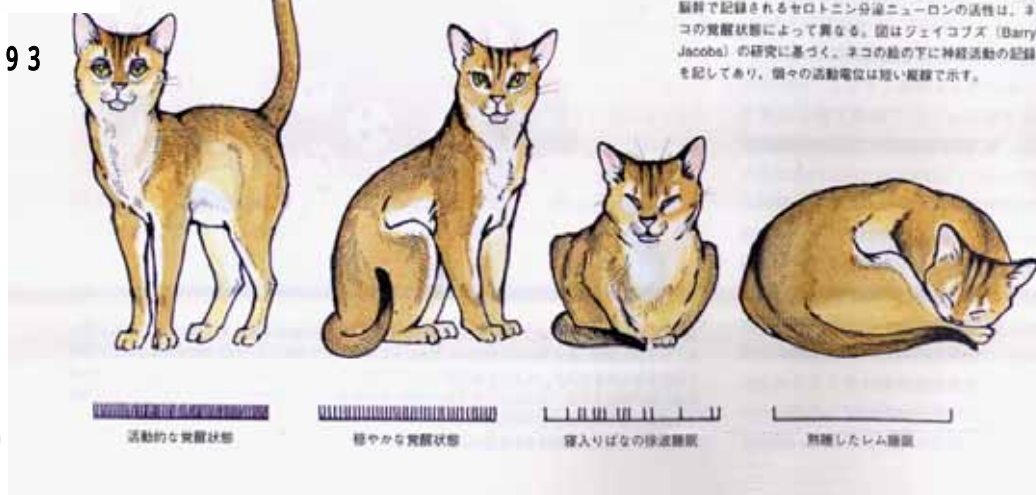 93
脳幹で記録されるセロトニン分泌ニューロンの活性は、ネ
コの覚醒状態によって異なる。図はジェイコブズ（Barry
Jacobs）の研究に基づく。ネコの絵の下に神経活動の記録
を記してあり、個々の活動電位は短い縦線で示す。
活動的な覚醒状態
穏やかな覚醒状態
寝入りばなの徐波睡眠
熟睡したレム睡眠